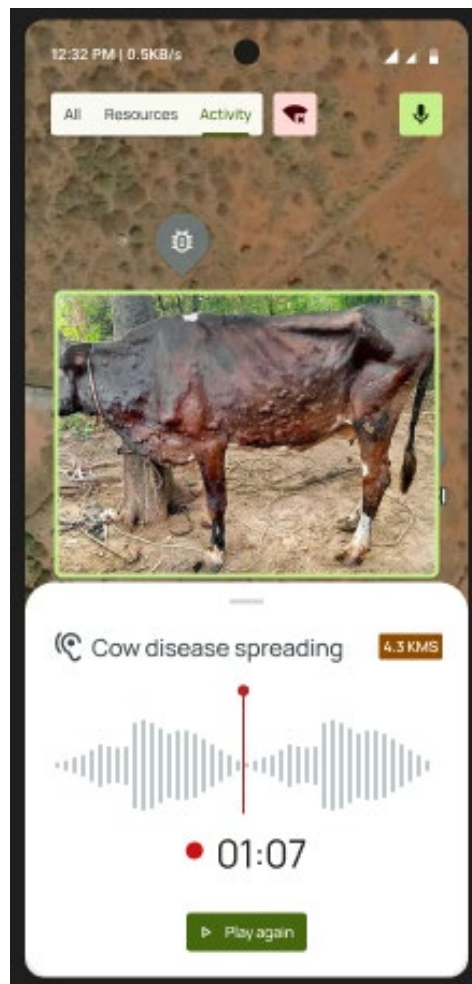 12:32 PM | 0.5KB/s
All Resources Activity
Cow disease spreading 4.3 KMS
01:07
Play again